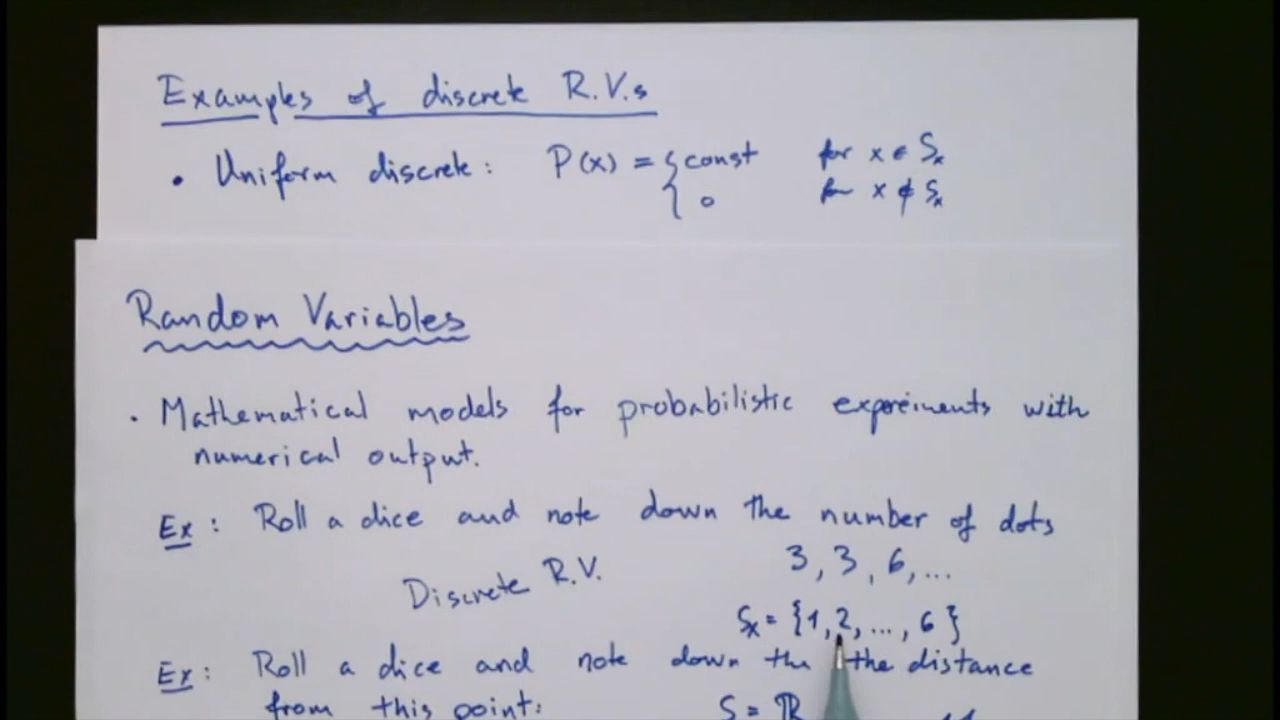 Examples of discrete R.V.s
• Uniform discrete: P(x) = { const for x ∈ Sx
0 for x ∉ Sx
Random Variables
• Mathematical models for probabilistic expereiments with
numerical output.
Ex: Roll a dice and note down the number of dots
3, 3, 6, ...
Discrete R.V.
Sx = {1, 2, ..., 6}
Ex: Roll a dice and note down the the distance
from this point: S = ℝ